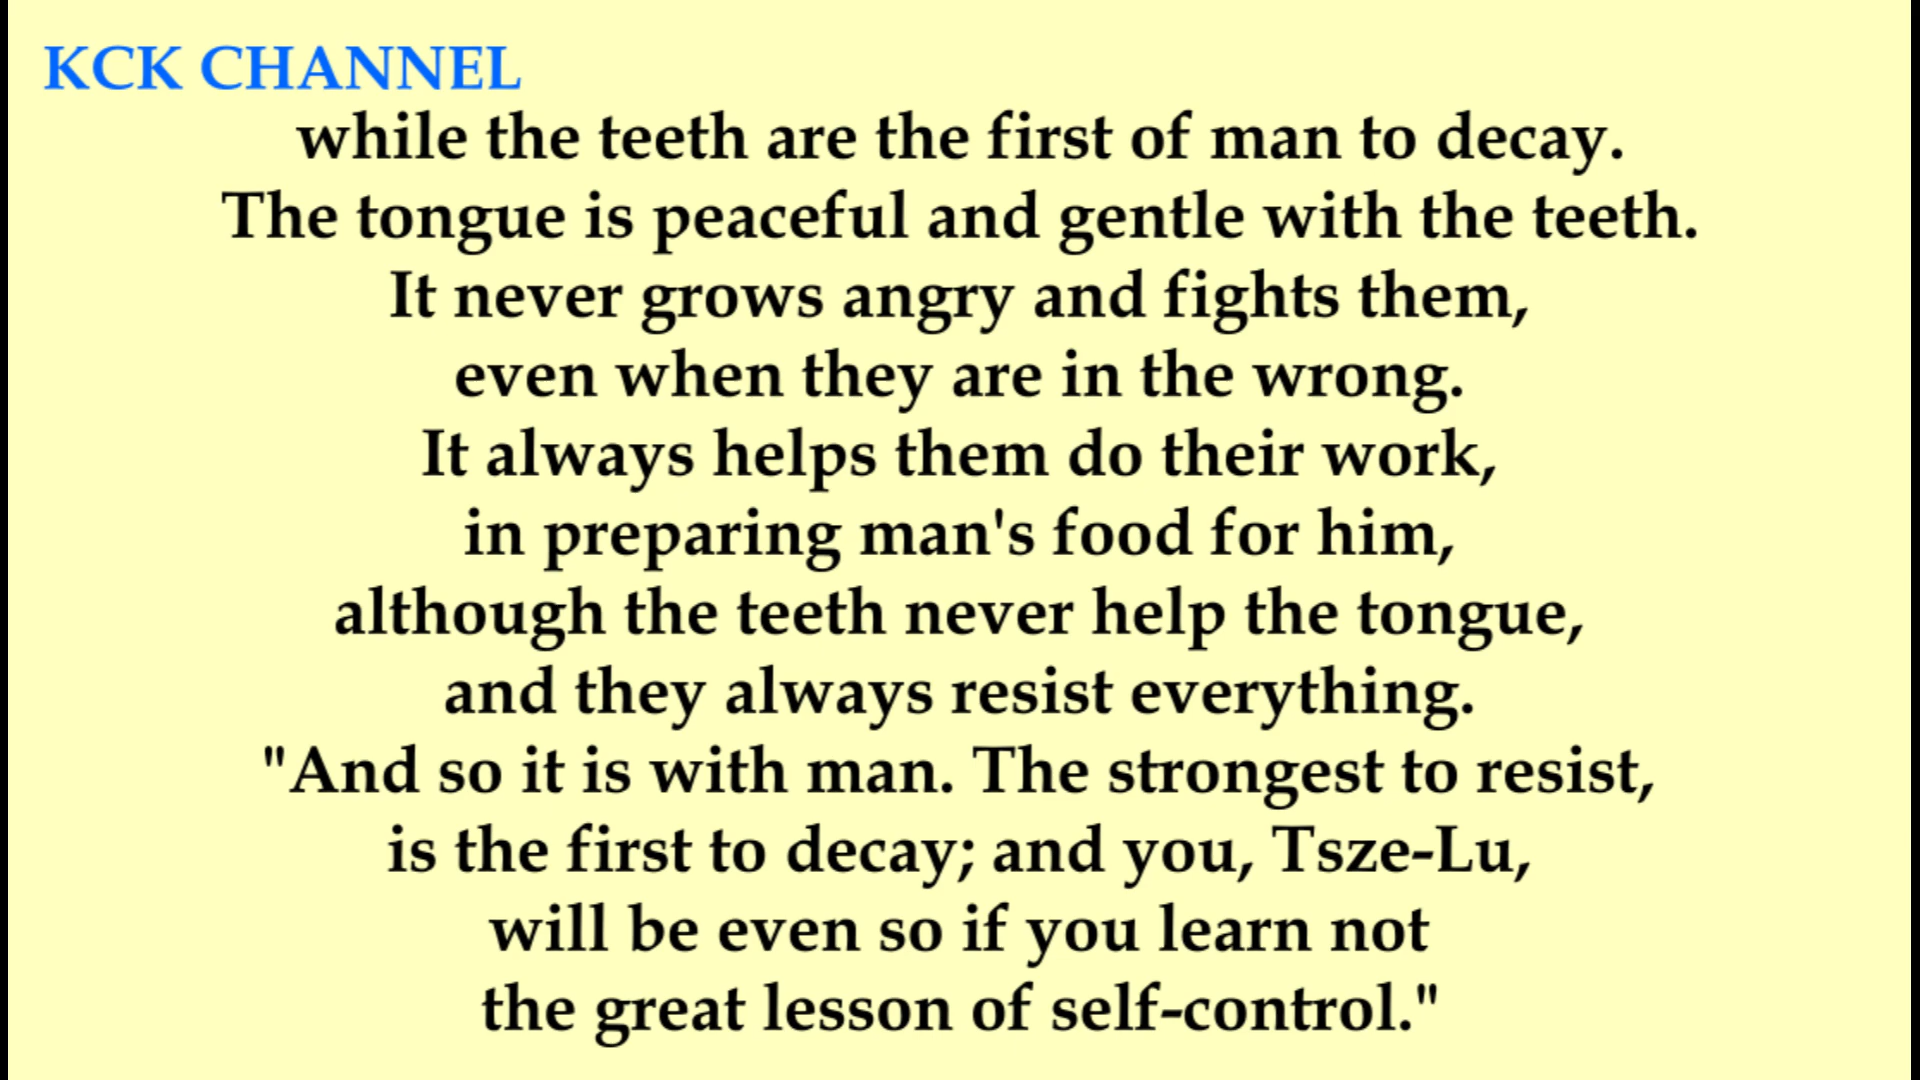 KCK CHANNEL
while the teeth are the first of man to decay.
The tongue is peaceful and gentle with the teeth.
It never grows angry and fights them,
even when they are in the wrong.
It always helps them do their work,
in preparing man's food for him,
although the teeth never help the tongue,
and they always resist everything.
"And so it is with man. The strongest to resist,
is the first to decay; and you, Tsze-Lu,
will be even so if you learn not
the great lesson of self-control."